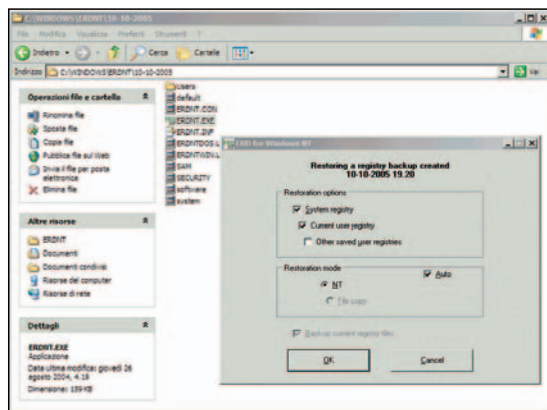 C:\WINDOWS\ERDNT\10-10-2005
File Modifica Visualizza Preferiti Strumenti ?
Indietro Cerca Cartelle
Indirizzo C:\WINDOWS\ERDNT\10-10-2005 Vai
Operazioni file e cartella
Rinomina file
Sposta file
Copia file
Pubblica file sul Web
Invia il file per posta
elettronica
Elimina file
Altre risorse
ERDNT
Documenti
Documenti condivisi
Risorse del computer
Risorse di rete
Dettagli
ERDNT.EXE
Applicazione
Data ultima modifica: giovedì 26
agosto 2004, 4.16
Dimensione: 159 KB
Users
default
ERDNT.CON
ERDNT.EXE
ERDNT.INF
ERDNTDOS.L
ERDNTWIN.L
SAM
SECURITY
software
system
ERD for Windows NT
Restoring a registry backup created
10-10-2005 19.20
Restoration options
System registry
Current user registry
Other saved user registries
Restoration mode
Auto
NT
File copy
Backup current registry files
OK Cancel